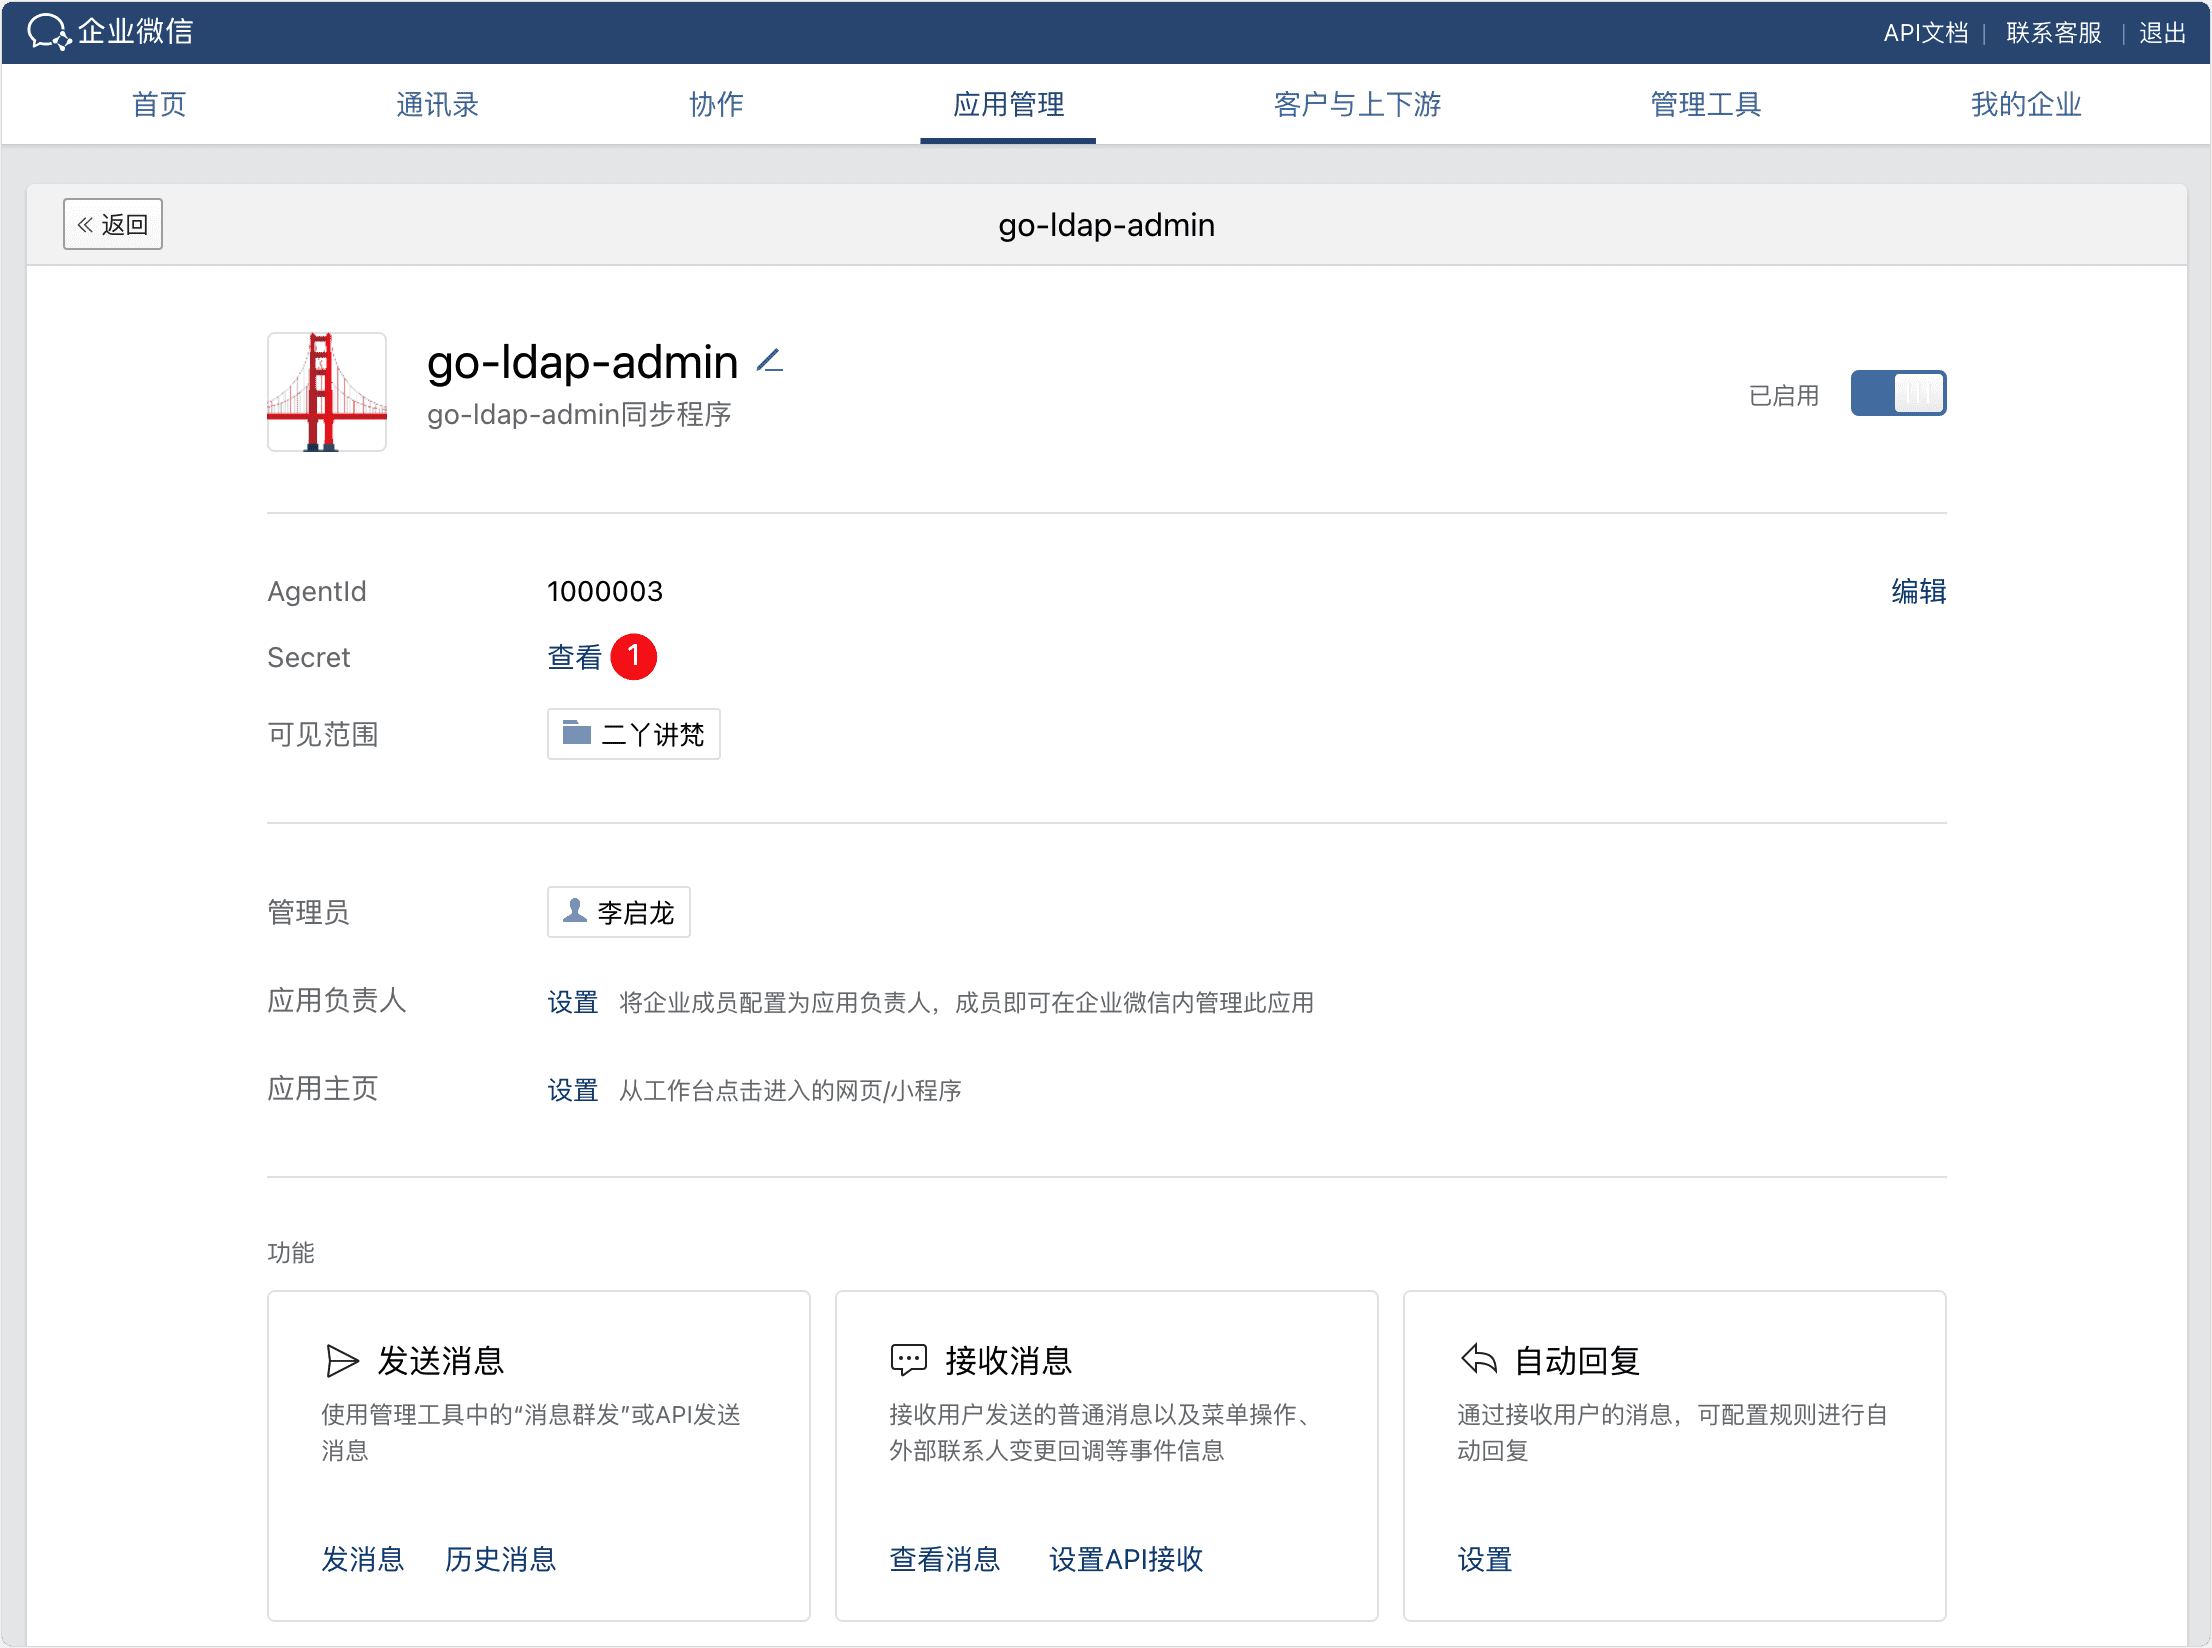 企业微信
API文档 | 联系客服 | 退出
首页 通讯录 协作 应用管理 客户与上下游 管理工具 我的企业
« 返回 go-ldap-admin
go-ldap-admin
go-ldap-admin同步程序
已启用
AgentId 1000003 编辑
Secret 查看 1
可见范围 二丫讲梵
管理员 李启龙
应用负责人 设置 将企业成员配置为应用负责人，成员即可在企业微信内管理此应用
应用主页 设置 从工作台点击进入的网页/小程序
功能
发送消息
使用管理工具中的“消息群发”或API发送
消息
发消息 历史消息
接收消息
接收用户发送的普通消息以及菜单操作、
外部联系人变更回调等事件信息
查看消息 设置API接收
自动回复
通过接收用户的消息，可配置规则进行自
动回复
设置